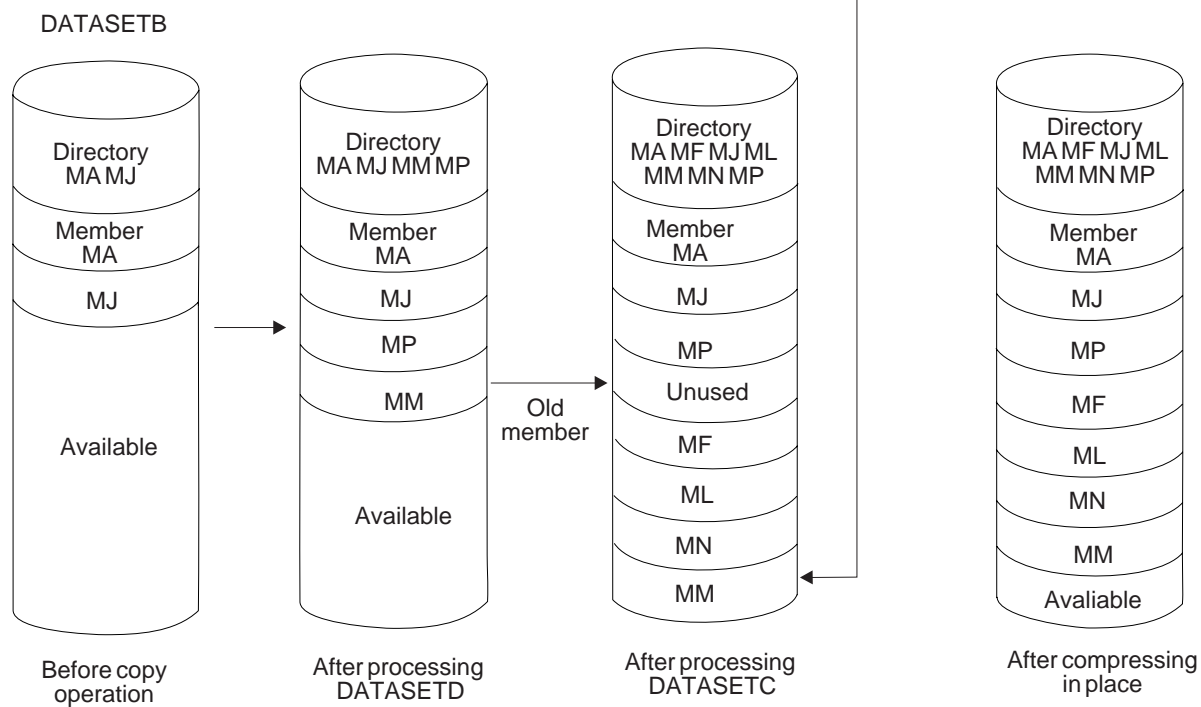 DATASETB
Directory
MA MJ
Member
MA
MJ
Available
Before copy
operation
Directory
MA MJ MM MP
Member
MA
MJ
MP
MM
Available
After processing
DATASETD
Old
member
Directory
MA MF MJ ML
MM MN MP
Member
MA
MJ
MP
Unused
MF
ML
MN
MM
After processing
DATASETC
Directory
MA MF MJ ML
MM MN MP
Member
MA
MJ
MP
MF
ML
MN
MM
Avaliable
After compressing
in place